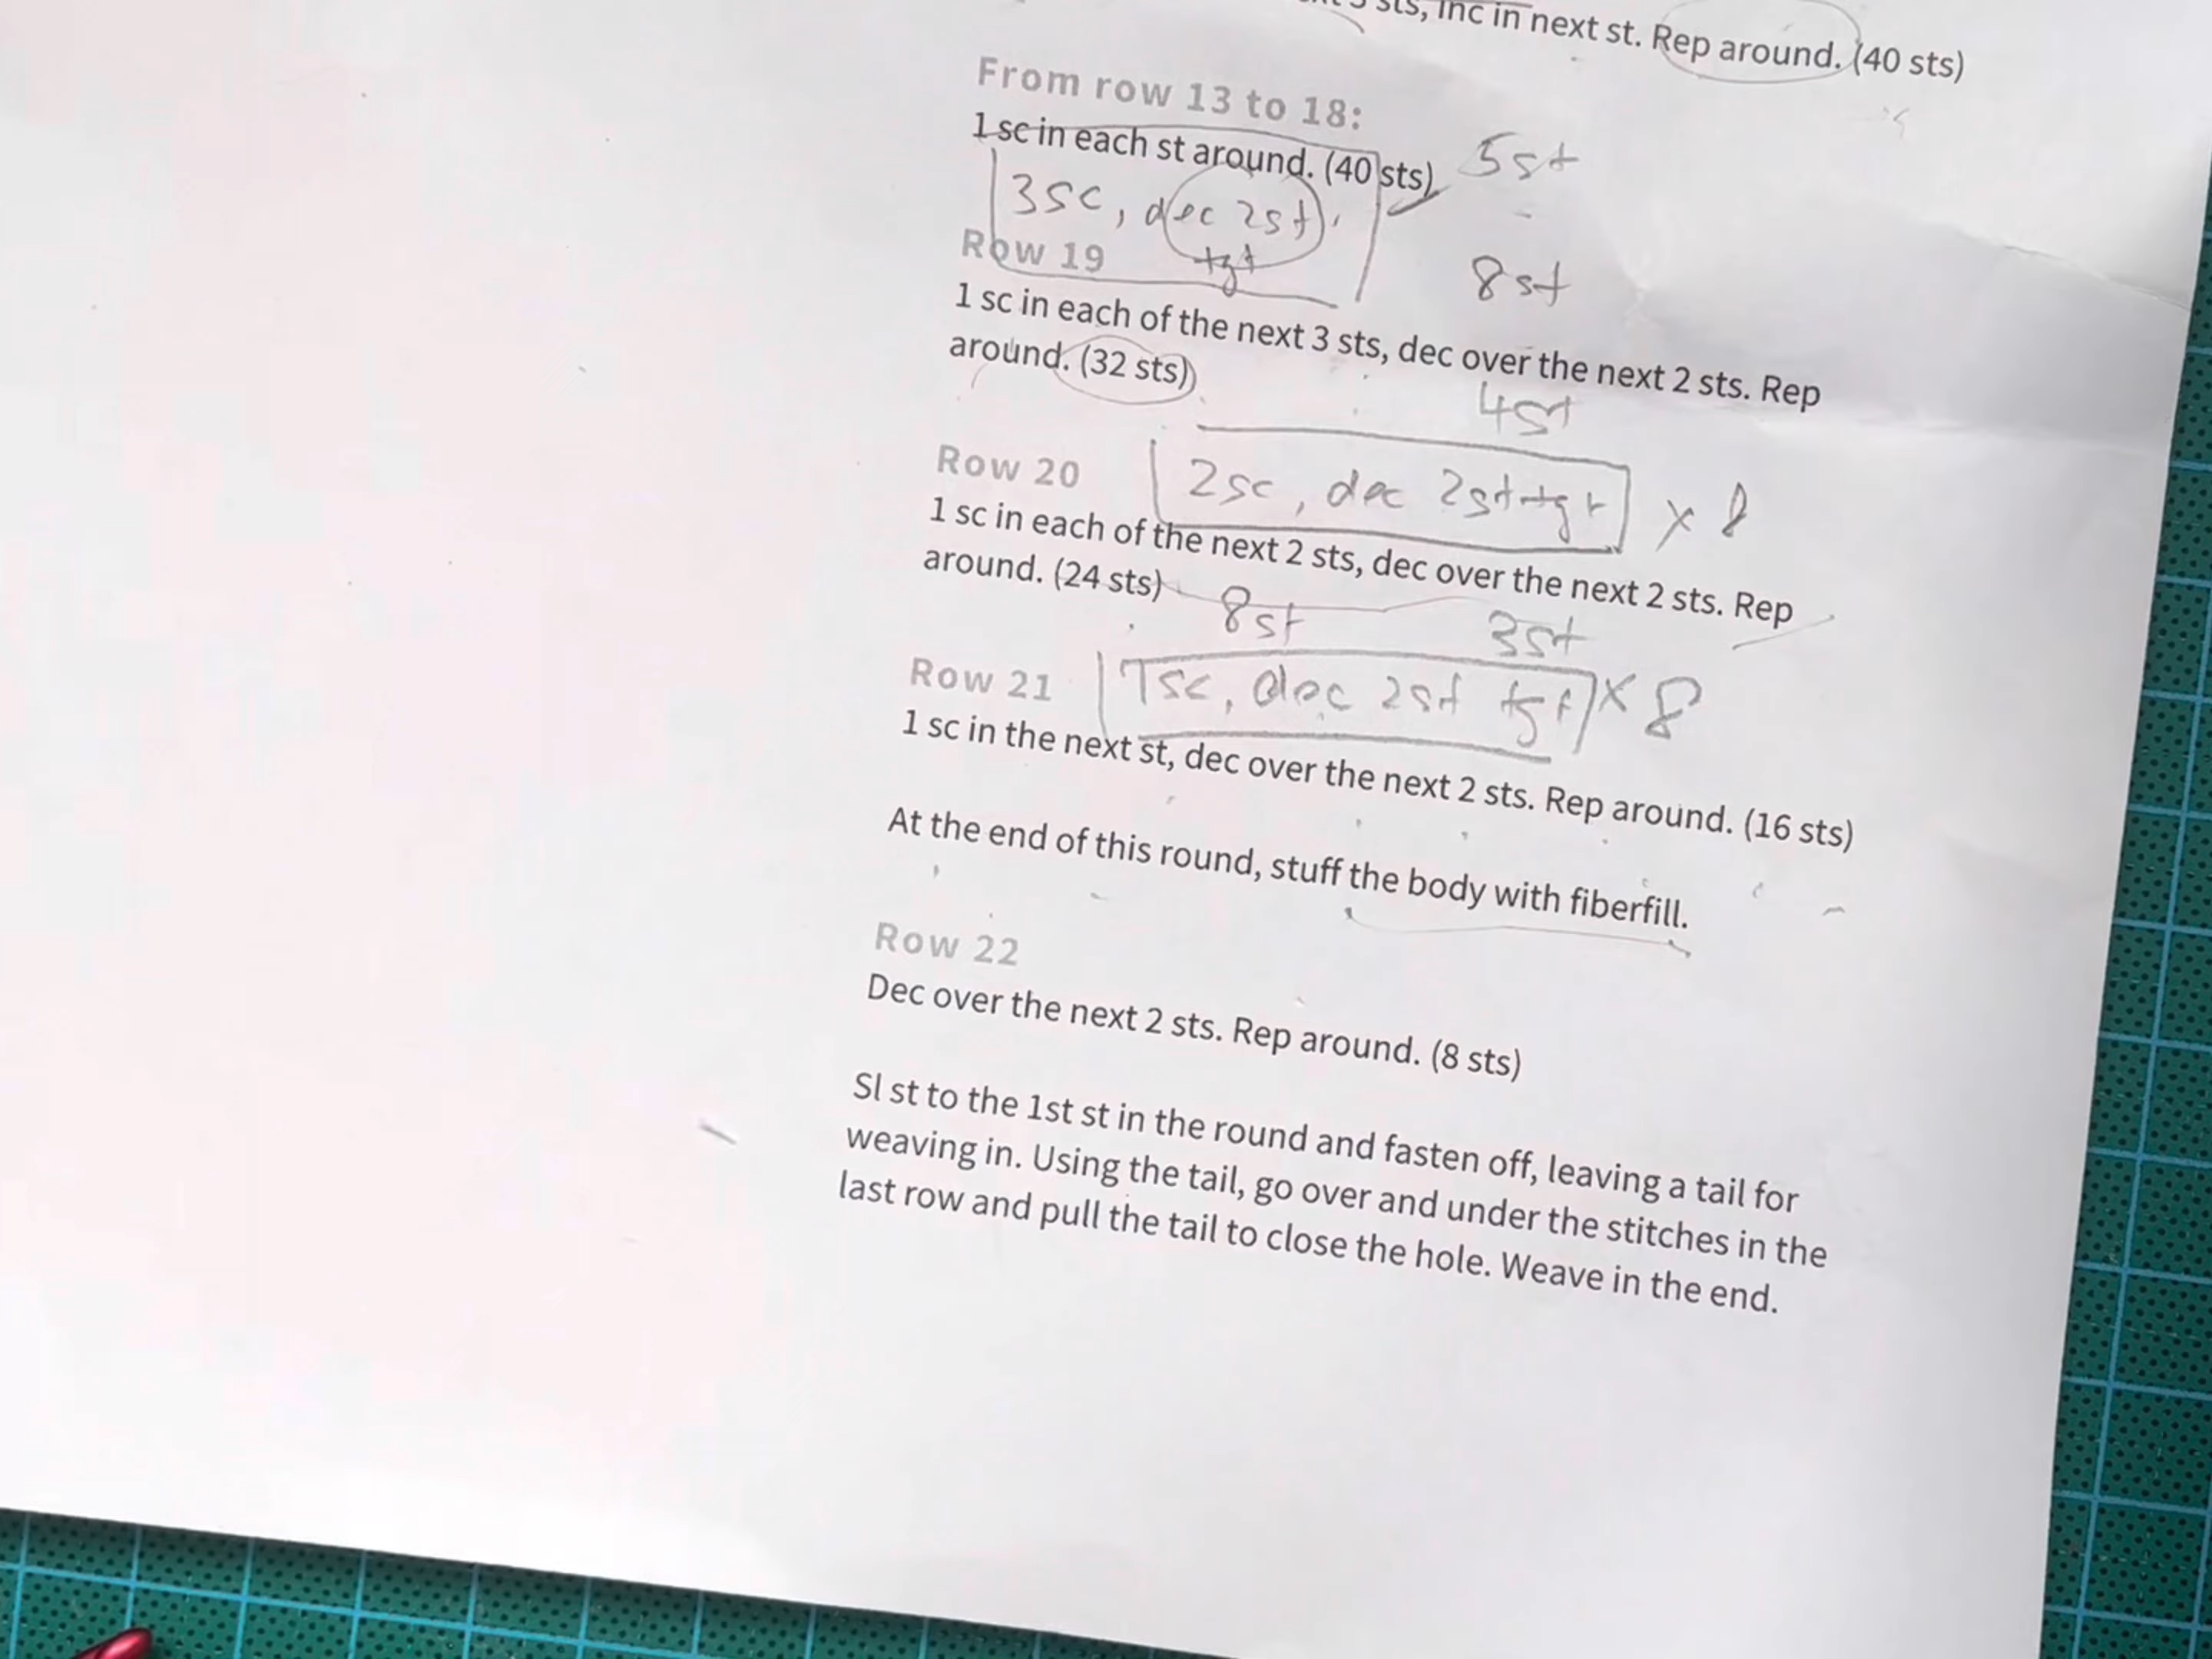 sts, inc in next st. Rep around. (40 sts)
From row 13 to 18:
1 sc in each st around. (40 sts)
5st
3sc, dec 2st
tgt
8st
Row 19
1 sc in each of the next 3 sts, dec over the next 2 sts. Rep
around. (32 sts)
4st
Row 20
2sc, dec 2st tgt x 8
1 sc in each of the next 2 sts, dec over the next 2 sts. Rep
around. (24 sts)
8st 3st
Row 21
1sc, dec 2st tgt x 8
1 sc in the next st, dec over the next 2 sts. Rep around. (16 sts)
At the end of this round, stuff the body with fiberfill.
Row 22
Dec over the next 2 sts. Rep around. (8 sts)
Sl st to the 1st st in the round and fasten off, leaving a tail for
weaving in. Using the tail, go over and under the stitches in the
last row and pull the tail to close the hole. Weave in the end.